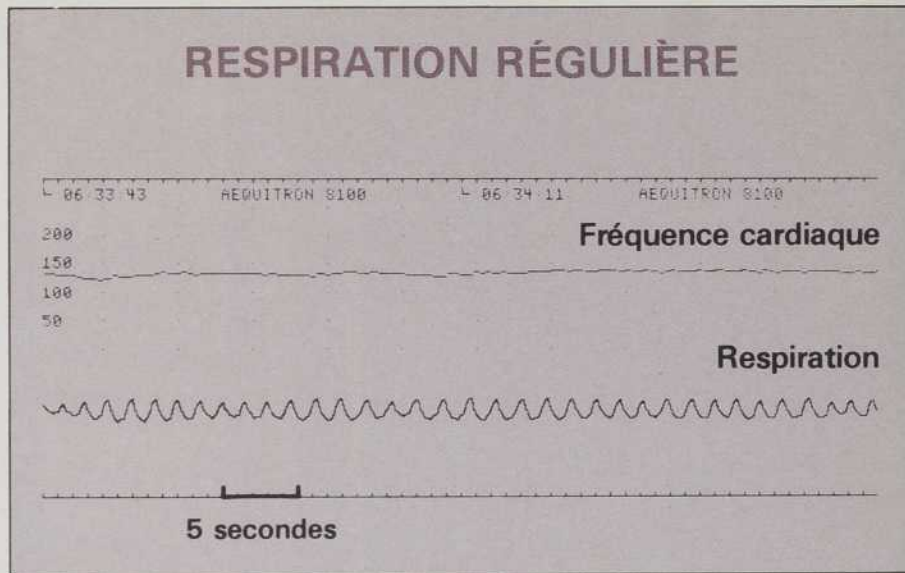 RESPIRATION RÉGULIÈRE
06:33:43 AEQUITRON 8100 06:34:11 AEQUITRON 8100
200
Fréquence cardiaque
150
100
50
Respiration
5 secondes